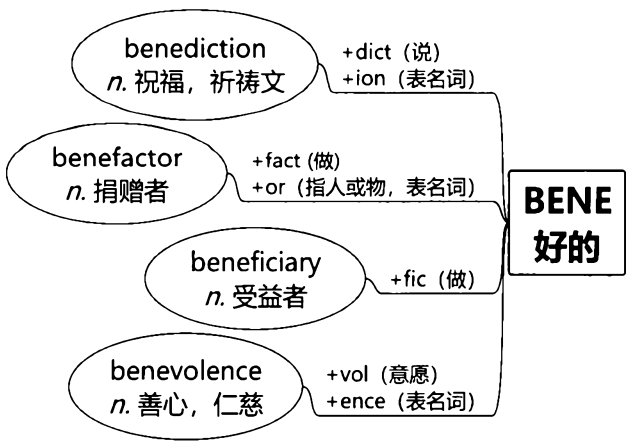 benediction
n. 祝福，祈祷文
+dict（说）
+ion（表名词）
benefactor
n. 捐赠者
+fact (做)
+or（指人或物，表名词）
BENE
好的
beneficiary
n. 受益者
+fic（做）
benevolence
n. 善心，仁慈
+vol（意愿）
+ence（表名词）